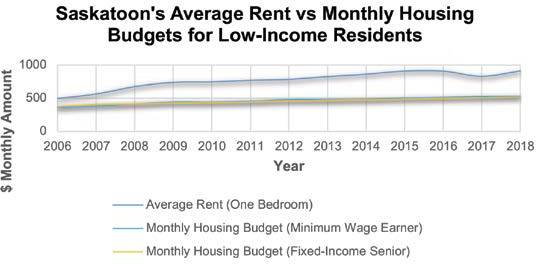 Saskatoon's Average Rent vs Monthly Housing
Budgets for Low-Income Residents
$ Monthly Amount
1000
500
0
2006 2007 2008 2009 2010 2011 2012 2013 2014 2015 2016 2017 2018
Year
Average Rent (One Bedroom)
Monthly Housing Budget (Minimum Wage Earner)
Monthly Housing Budget (Fixed-Income Senior)